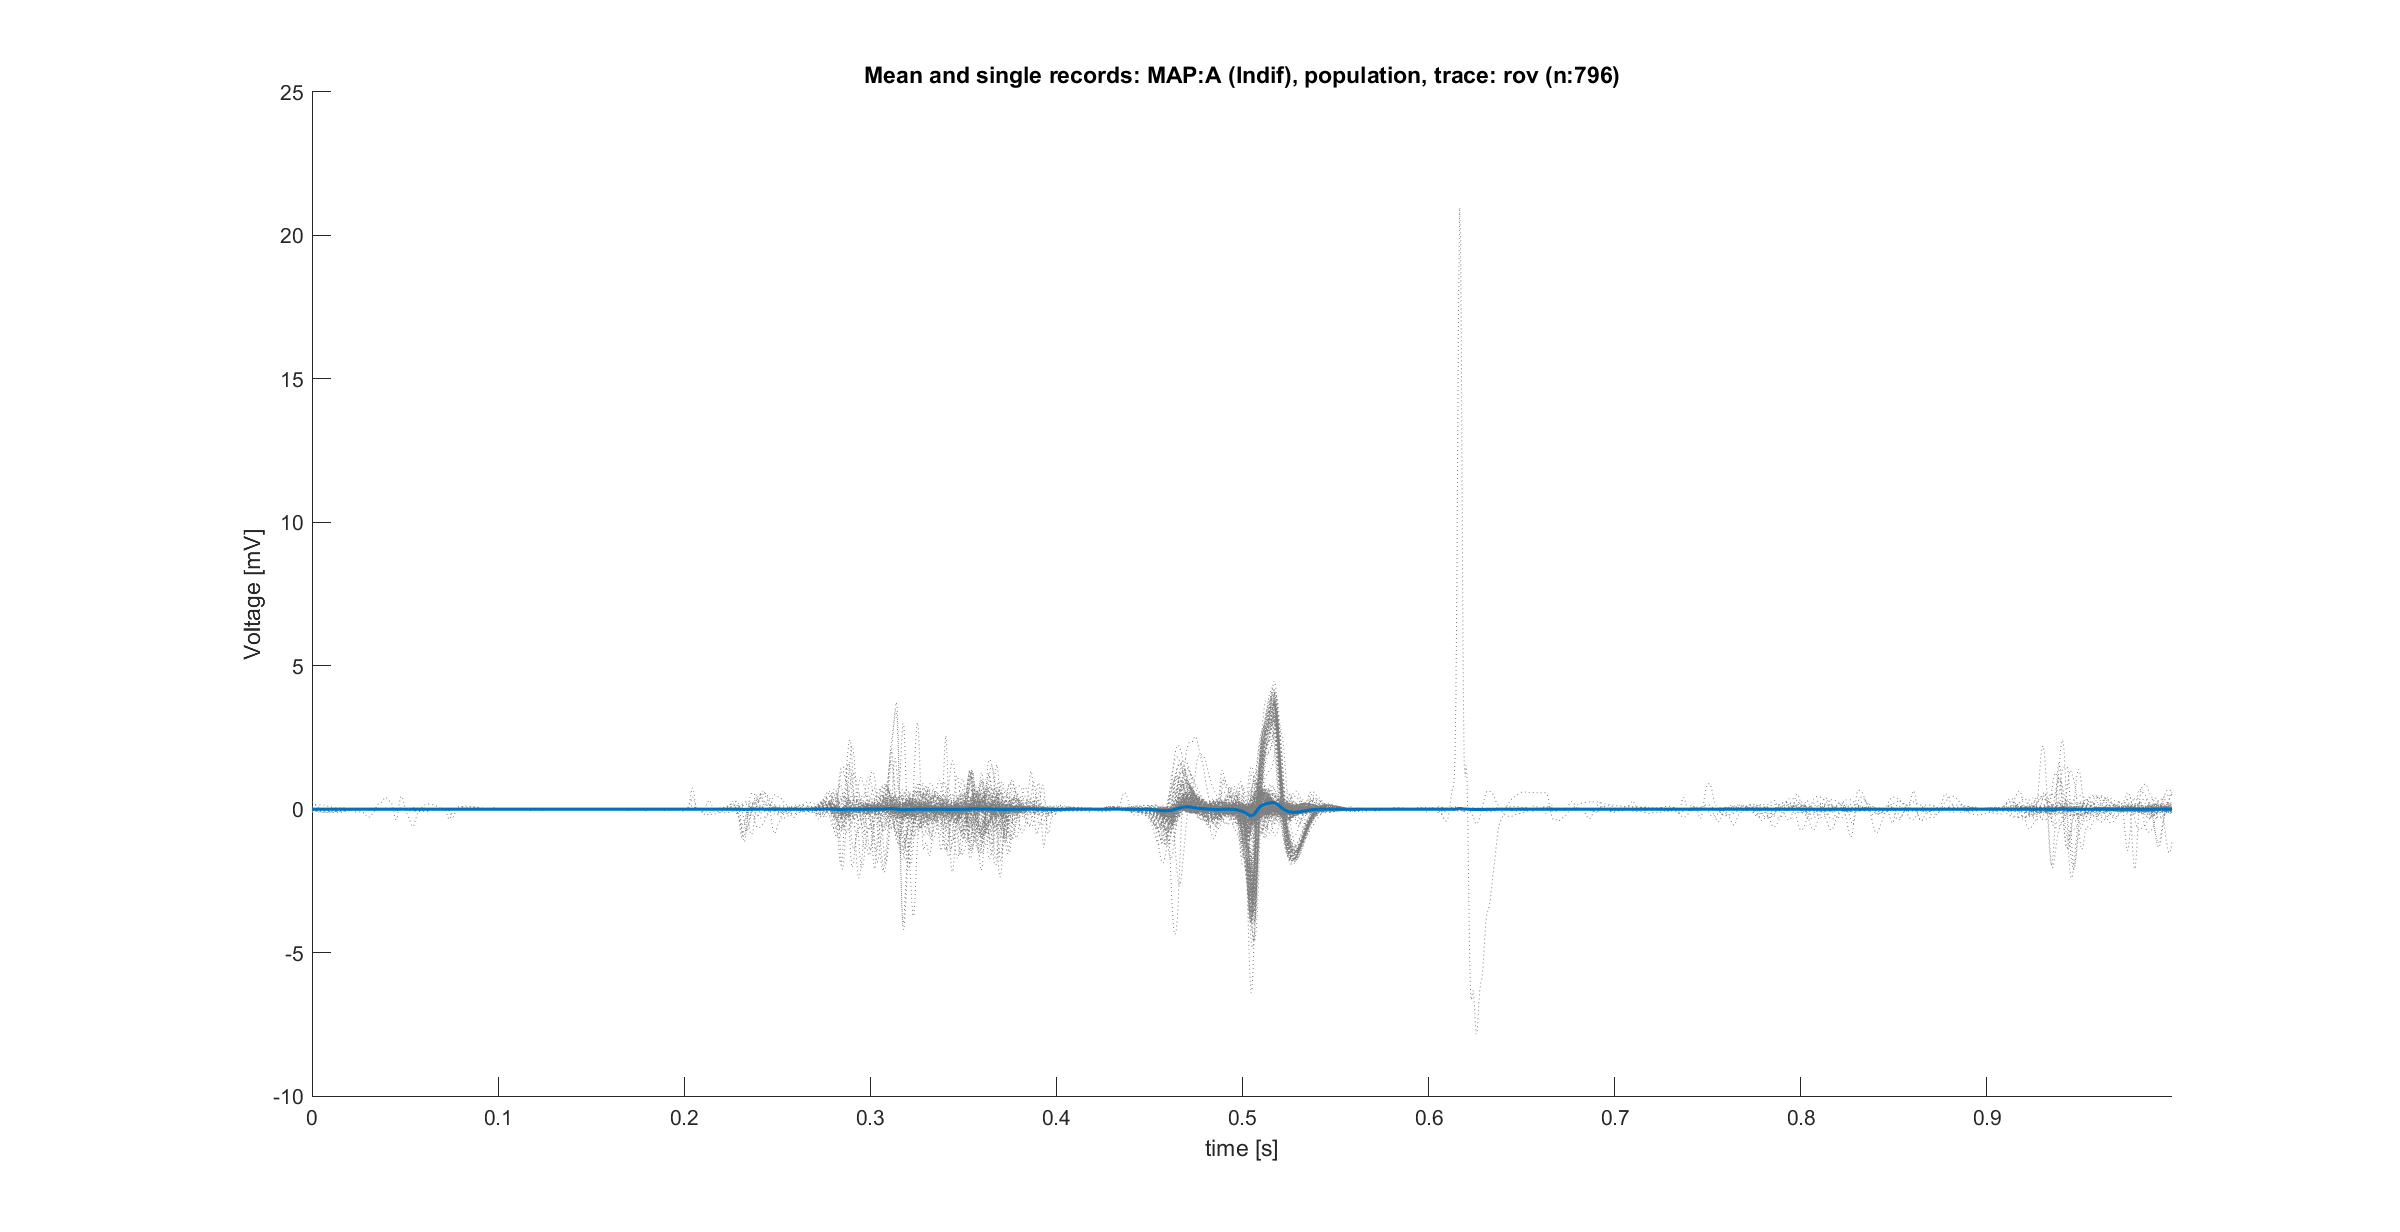 Mean and single records: MAP:A (Indif), population, trace: rov (n:796)
25
20
15
10
5
0
-5
-10
Voltage [mV]
0 0.1 0.2 0.3 0.4 0.5 0.6 0.7 0.8 0.9
time [s]